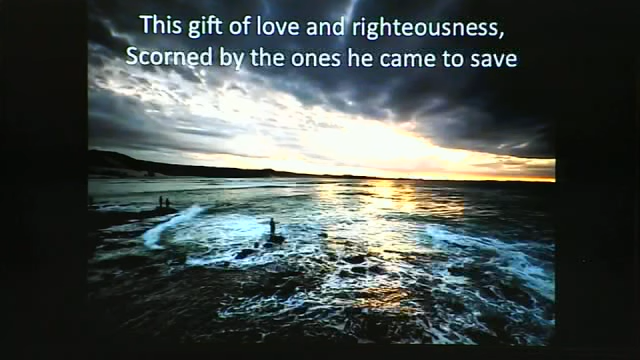 This gift of love and righteousness,
Scorned by the ones he came to save